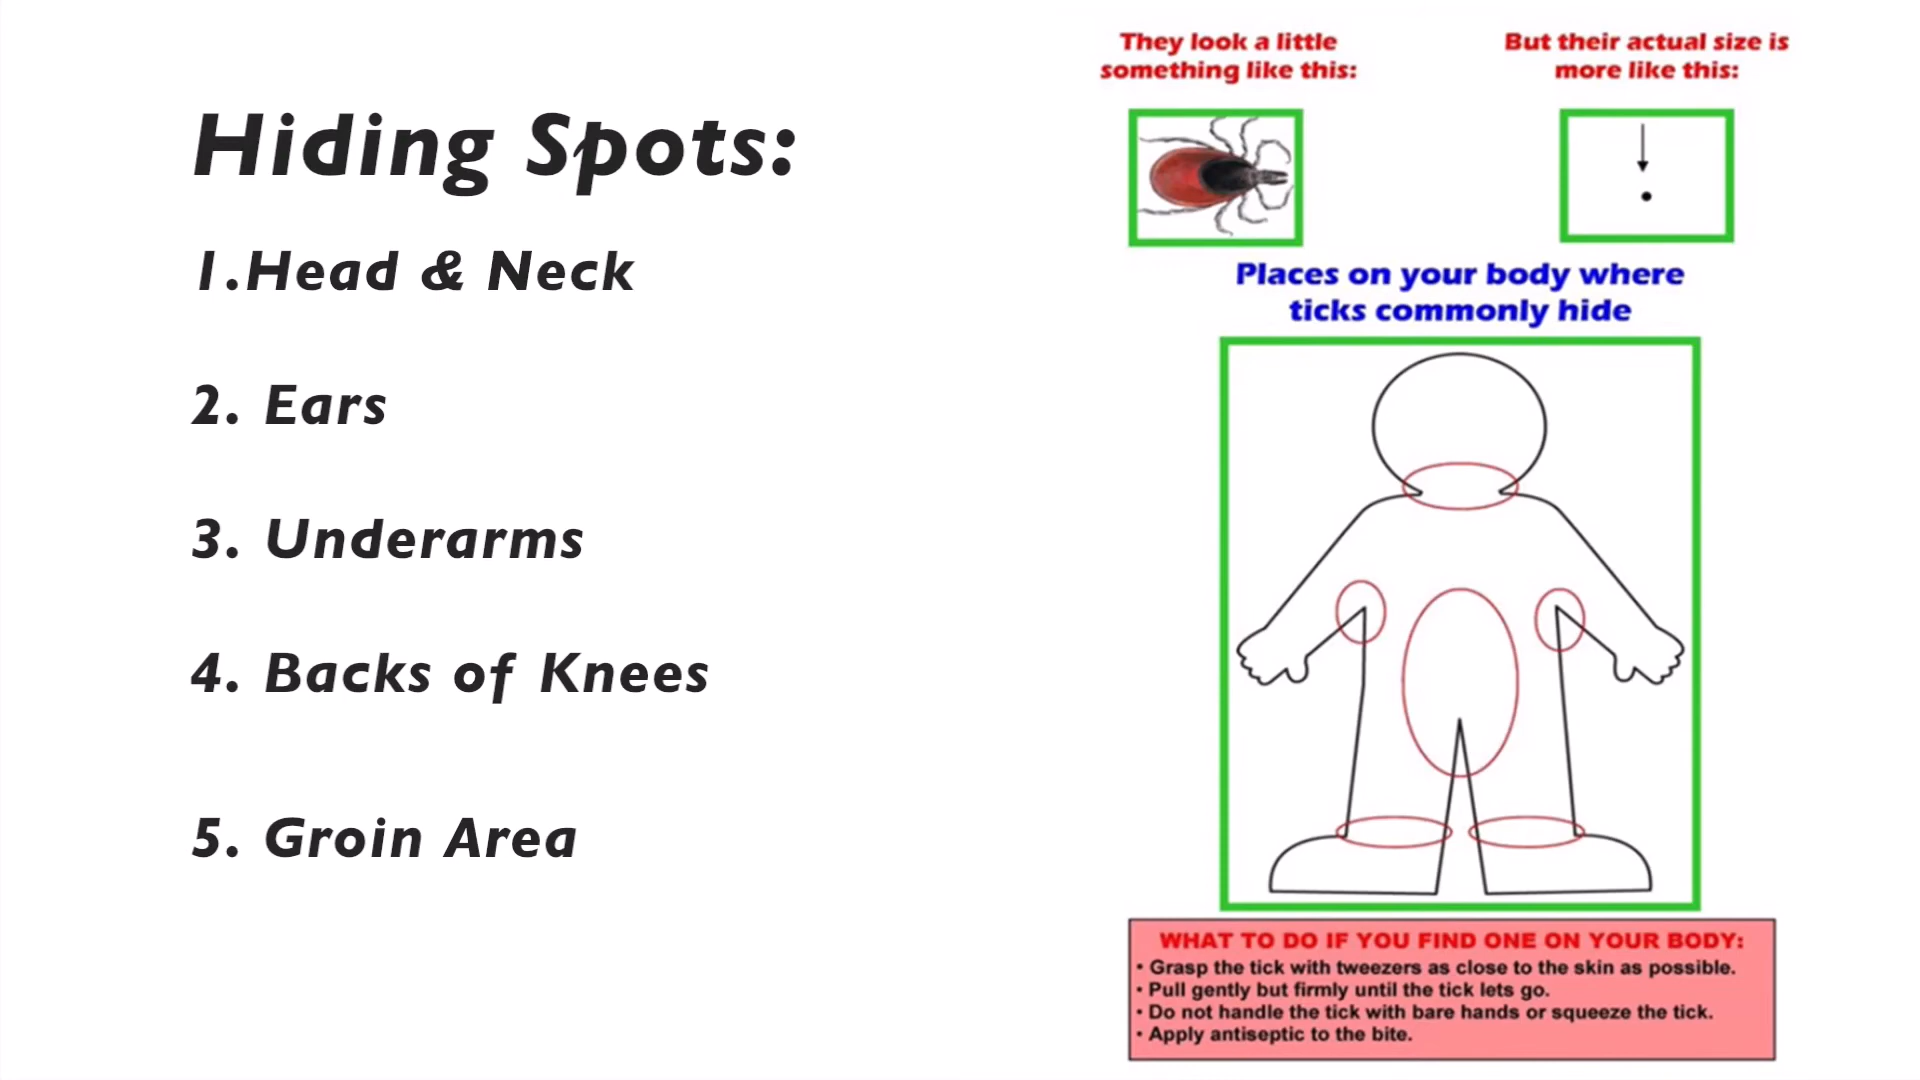 Hiding Spots:
1.Head & Neck
2. Ears
3. Underarms
4. Backs of Knees
5. Groin Area
They look a little
something like this:
But their actual size is
more like this:
Places on your body where
ticks commonly hide
WHAT TO DO IF YOU FIND ONE ON YOUR BODY:
• Grasp the tick with tweezers as close to the skin as possible.
• Pull gently but firmly until the tick lets go.
• Do not handle the tick with bare hands or squeeze the tick.
• Apply antiseptic to the bite.